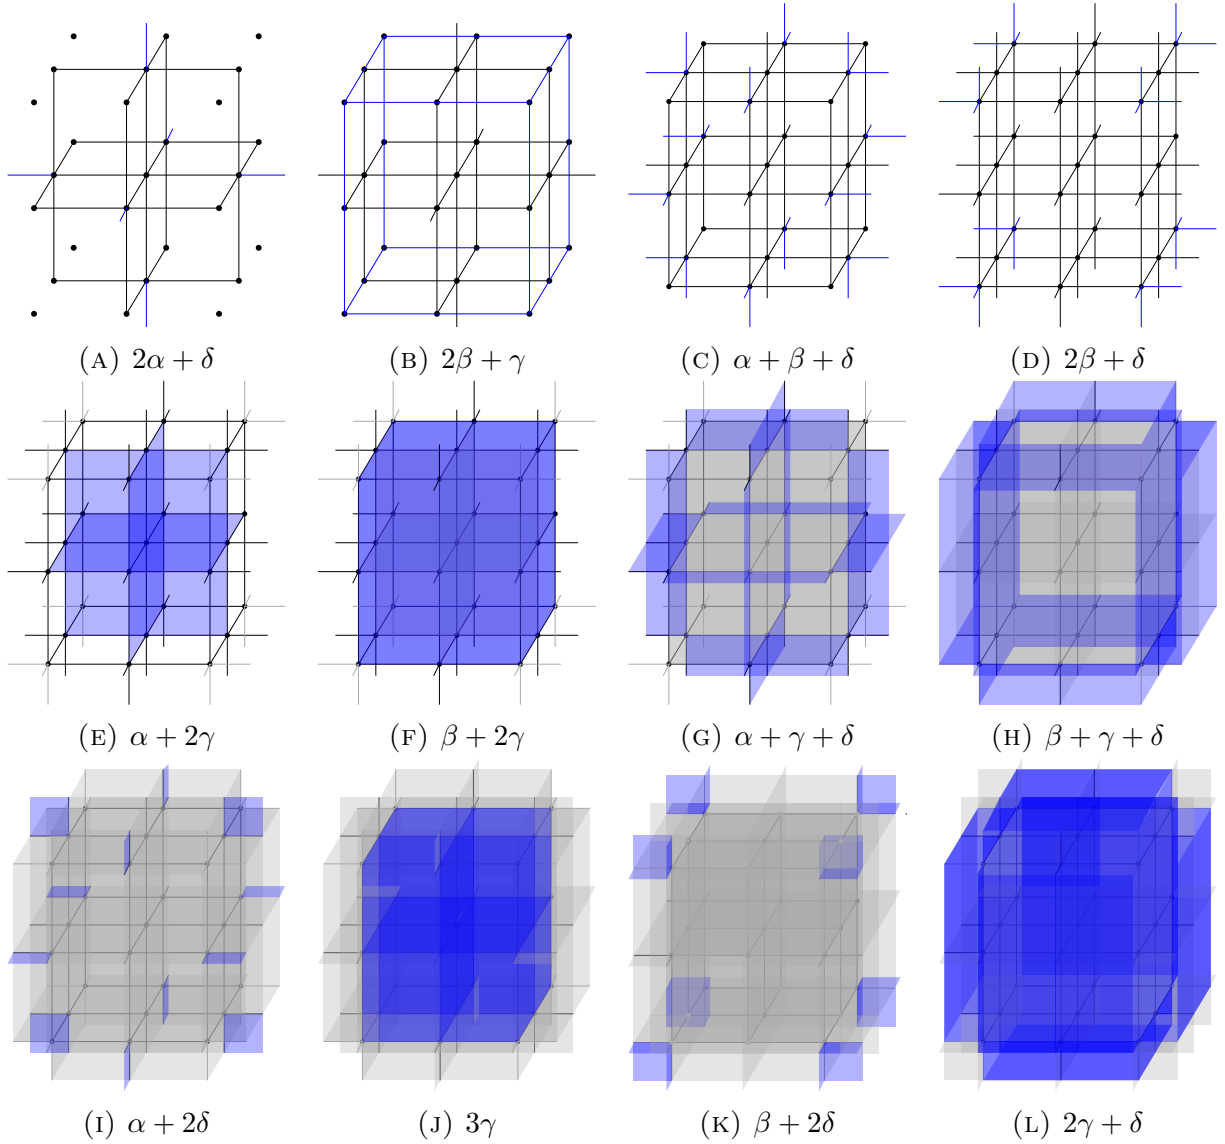 (A) 2α + δ
(B) 2β + γ
(C) α + β + δ
(D) 2β + δ
(E) α + 2γ
(F) β + 2γ
(G) α + γ + δ
(H) β + γ + δ
(I) α + 2δ
(J) 3γ
(K) β + 2δ
(L) 2γ + δ